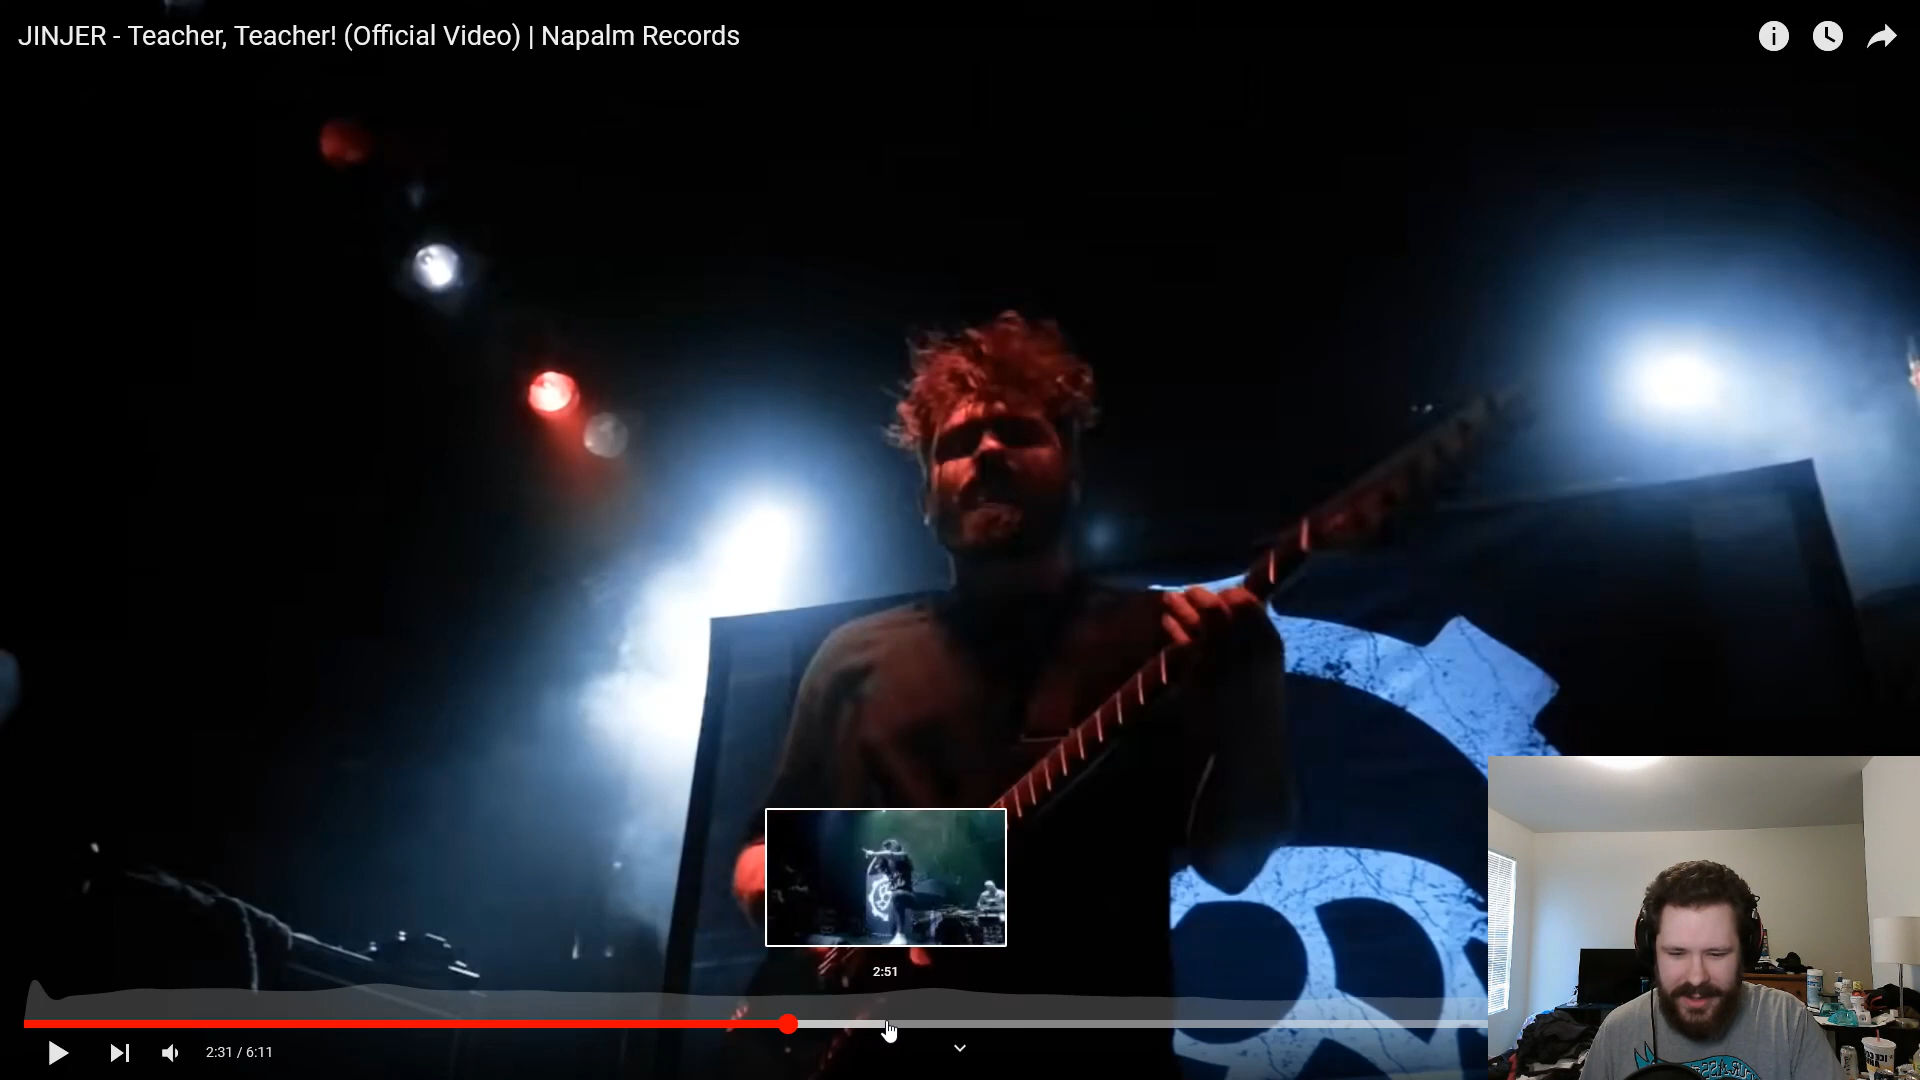 JINJER - Teacher, Teacher! (Official Video) | Napalm Records
2:51
2:31 / 6:11